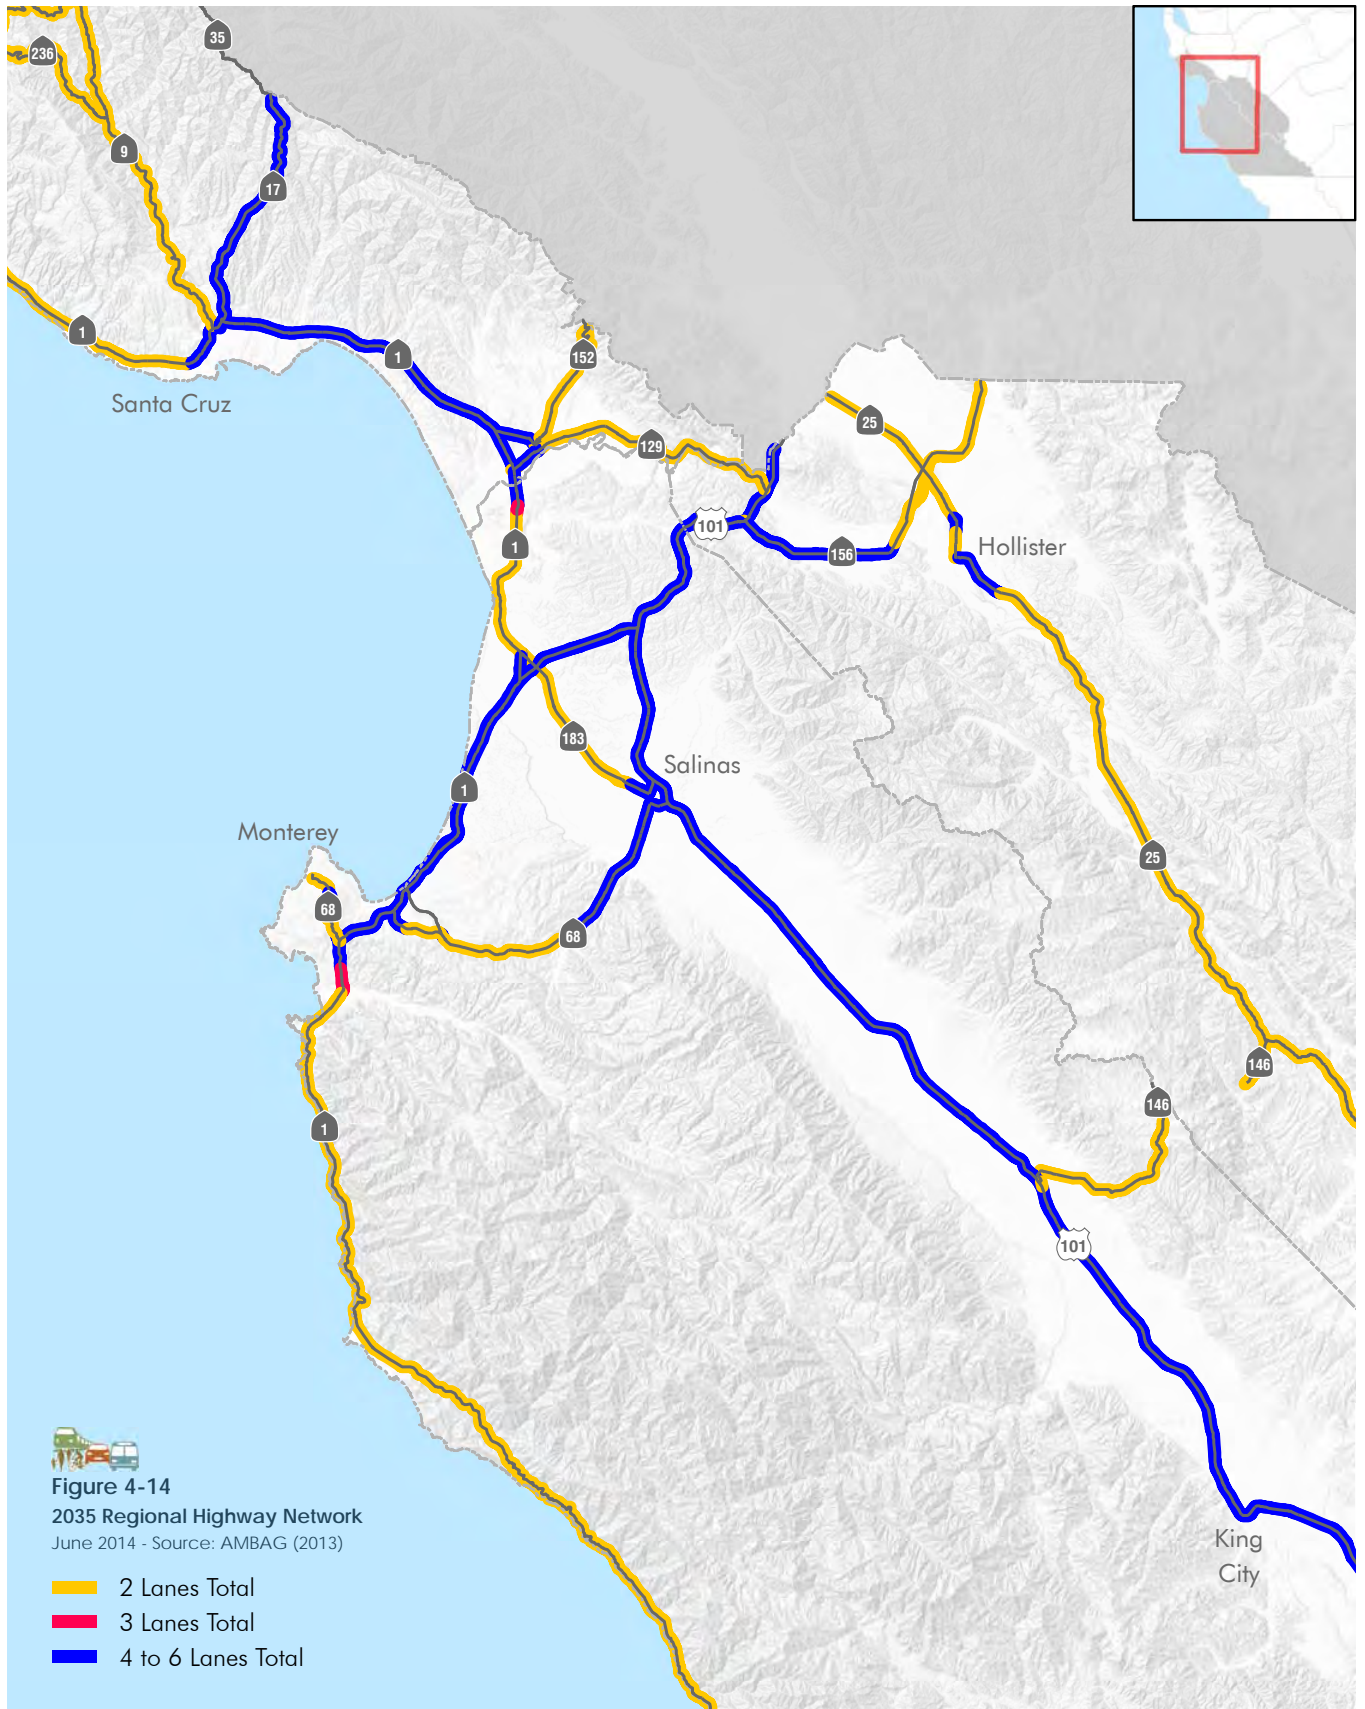 35
236
9
17
1
Santa Cruz
1
152
129
25
101
1
156
Hollister
183
Salinas
1
Monterey
68
68
25
146
146
1
101
King
City
Figure 4-14
2035 Regional Highway Network
June 2014 - Source: AMBAG (2013)
2 Lanes Total
3 Lanes Total
4 to 6 Lanes Total